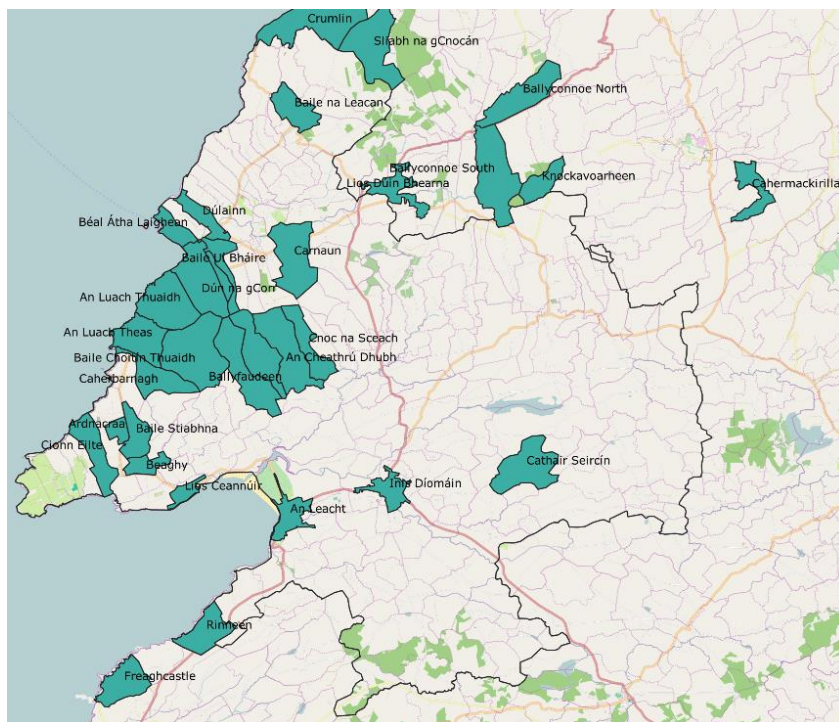 Crumlin
Sliabh na gCnocán
Ballyconnoe North
Baile na Leacan
Ballyconnoe South
Lios Duin Bhearna
Knockavoarheen
Cahermackirilla
Dúlainn
Béal Átha Laighean
Baile Uí Bháire
Carnaun
Dún na gCorr
An Luach Thuaidh
An Luach Theas
Cnoc na Sceach
Baile Choitín Thuaidh
An Cheathrú Dhubh
Caherbarnagh
Ballyfaudeen
Ardnacraa
Baile Stiabhna
Cionn Eilte
Beaghy
Cathair Seircín
Lios Ceannúir
Inis Díomáin
An Leacht
Rinneen
Freaghcastle